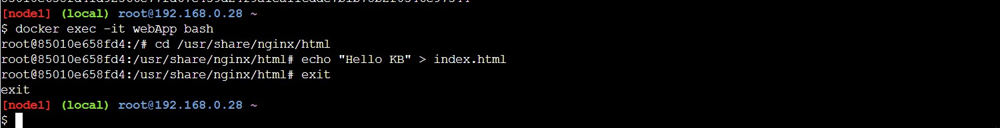 [node1] (local) root@192.168.0.28 ~
$ docker exec -it webApp bash
root@85010e658fd4:/# cd /usr/share/nginx/html
root@85010e658fd4:/usr/share/nginx/html# echo "Hello KB" > index.html
root@85010e658fd4:/usr/share/nginx/html# exit
exit
[node1] (local) root@192.168.0.28 ~
$